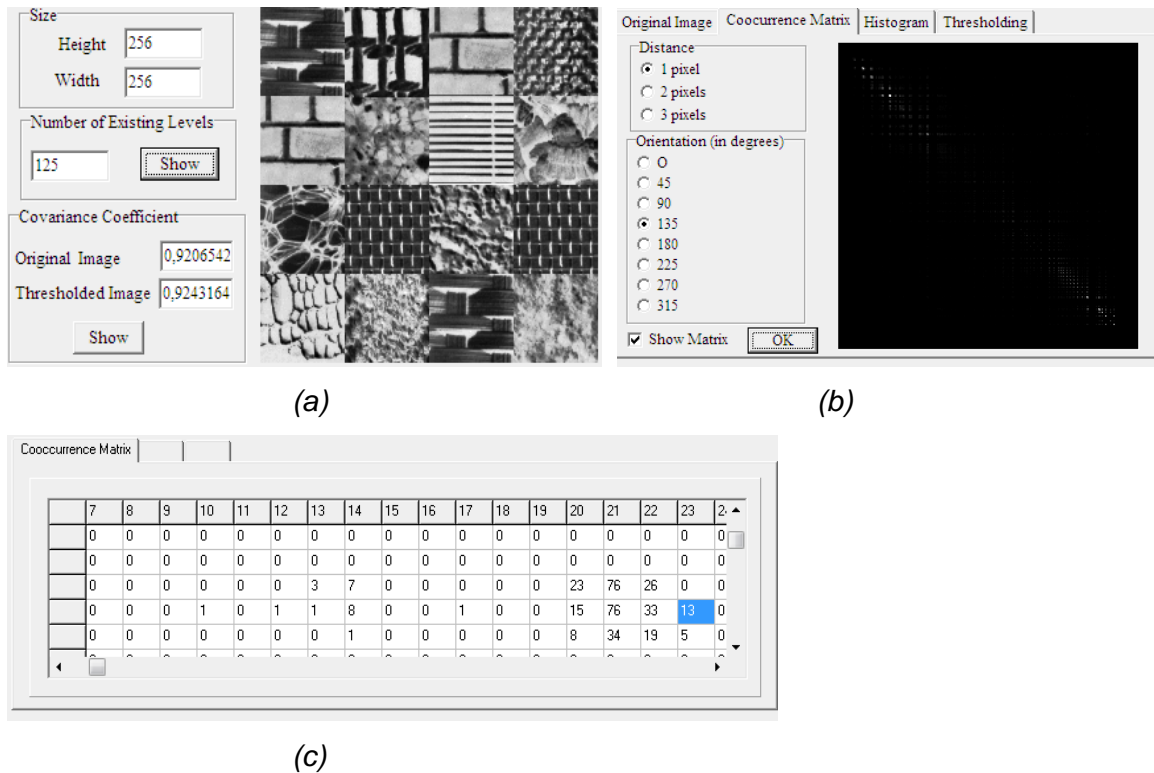 Size
Height 256
Width 256
Number of Existing Levels
125 Show
Covariance Coefficient
Original Image 0,9206542
Thresholded Image 0,9243164
Show
(a)
Original Image Coocurrence Matrix Histogram Thresholding
Distance
1 pixel
2 pixels
3 pixels
Orientation (in degrees)
O
45
90
135
180
225
270
315
Show Matrix OK
(b)
Cooccurrence Matrix
7 8 9 10 11 12 13 14 15 16 17 18 19 20 21 22 23
0 0 0 0 0 0 0 0 0 0 0 0 0 0 0 0 0 0
0 0 0 0 0 0 0 0 0 0 0 0 0 0 0 0 0 0
0 0 0 0 0 0 3 7 0 0 0 0 0 23 76 26 0 0
0 0 0 1 0 1 1 8 0 0 1 0 0 15 76 33 13 0
0 0 0 0 0 0 0 1 0 0 0 0 0 8 34 19 5 0
(c)